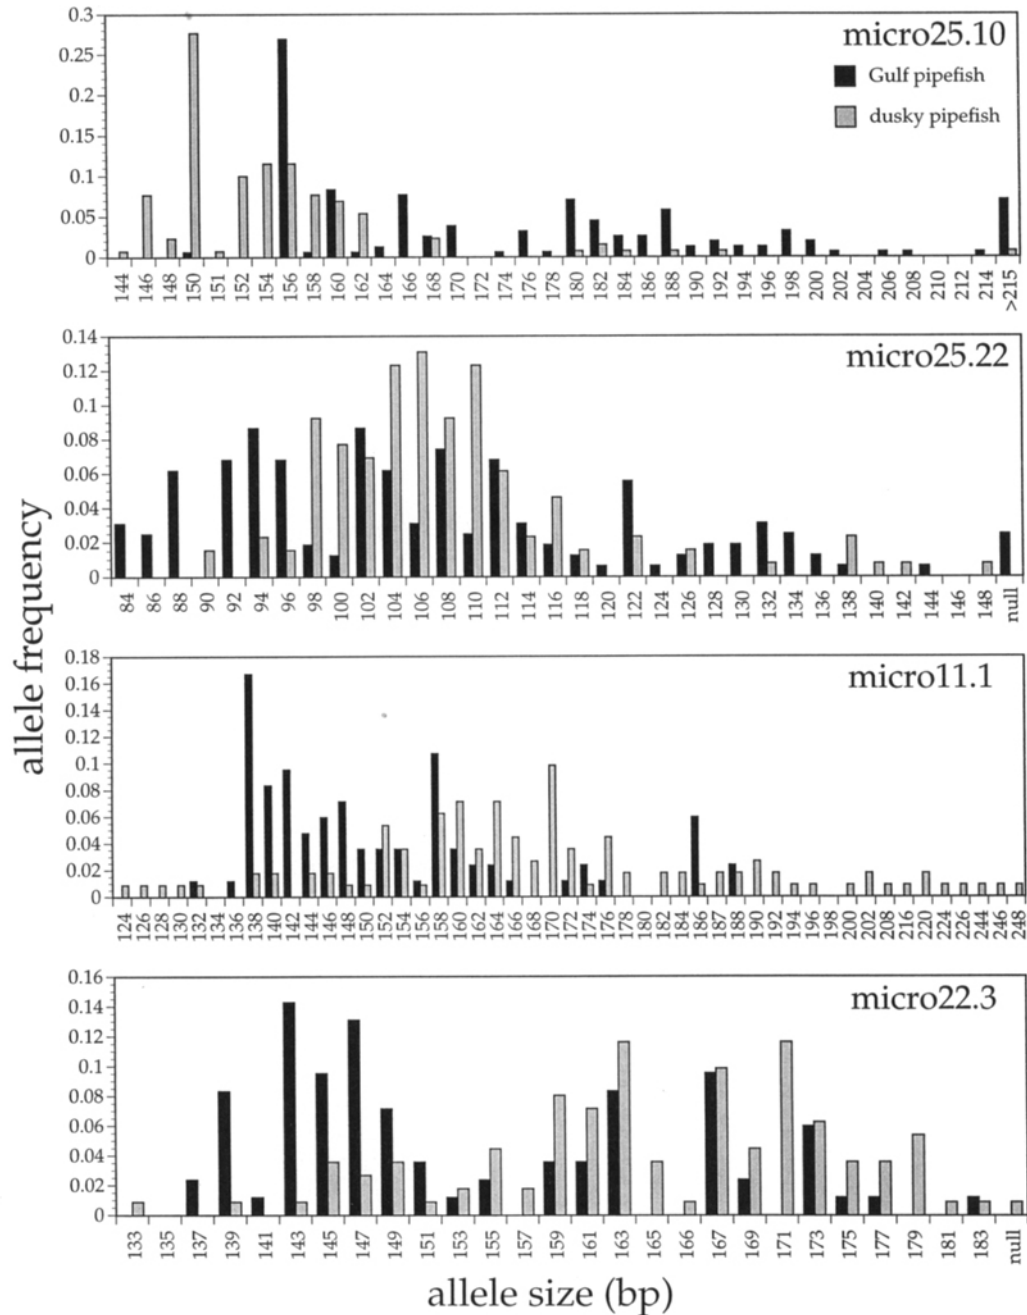 allele frequency
0.3
0.25
0.2
0.15
0.1
0.05
0
micro25.10
Gulf pipefish
dusky pipefish
144 146 148 150 151 152 154 156 158 160 162 164 166 168 170 172 174 176 178 180 182 184 186 188 190 192 194 196 198 200 202 206 208 210 212 214 >215
0.14
0.12
0.1
0.08
0.06
0.04
0.02
0
micro25.22
84 86 88 90 92 94 96 98 100 102 104 106 108 110 112 114 116 118 120 122 124 126 128 130 132 134 136 138 140 142 144 146 148 null
0.18
0.16
0.14
0.12
0.1
0.08
0.06
0.04
0.02
0
micro11.1
124 126 128 130 132 134 136 138 140 142 144 146 148 150 152 154 156 158 160 162 164 166 168 170 172 174 176 178 180 182 184 186 187 188 190 192 194 196 198 200 202 208 216 220 224 226 244 246 248
0.16
0.14
0.12
0.1
0.08
0.06
0.04
0.02
0
micro22.3
133 135 137 139 141 143 145 147 149 151 153 155 157 159 161 163 165 166 167 169 171 173 175 177 179 181 183 null
allele size (bp)